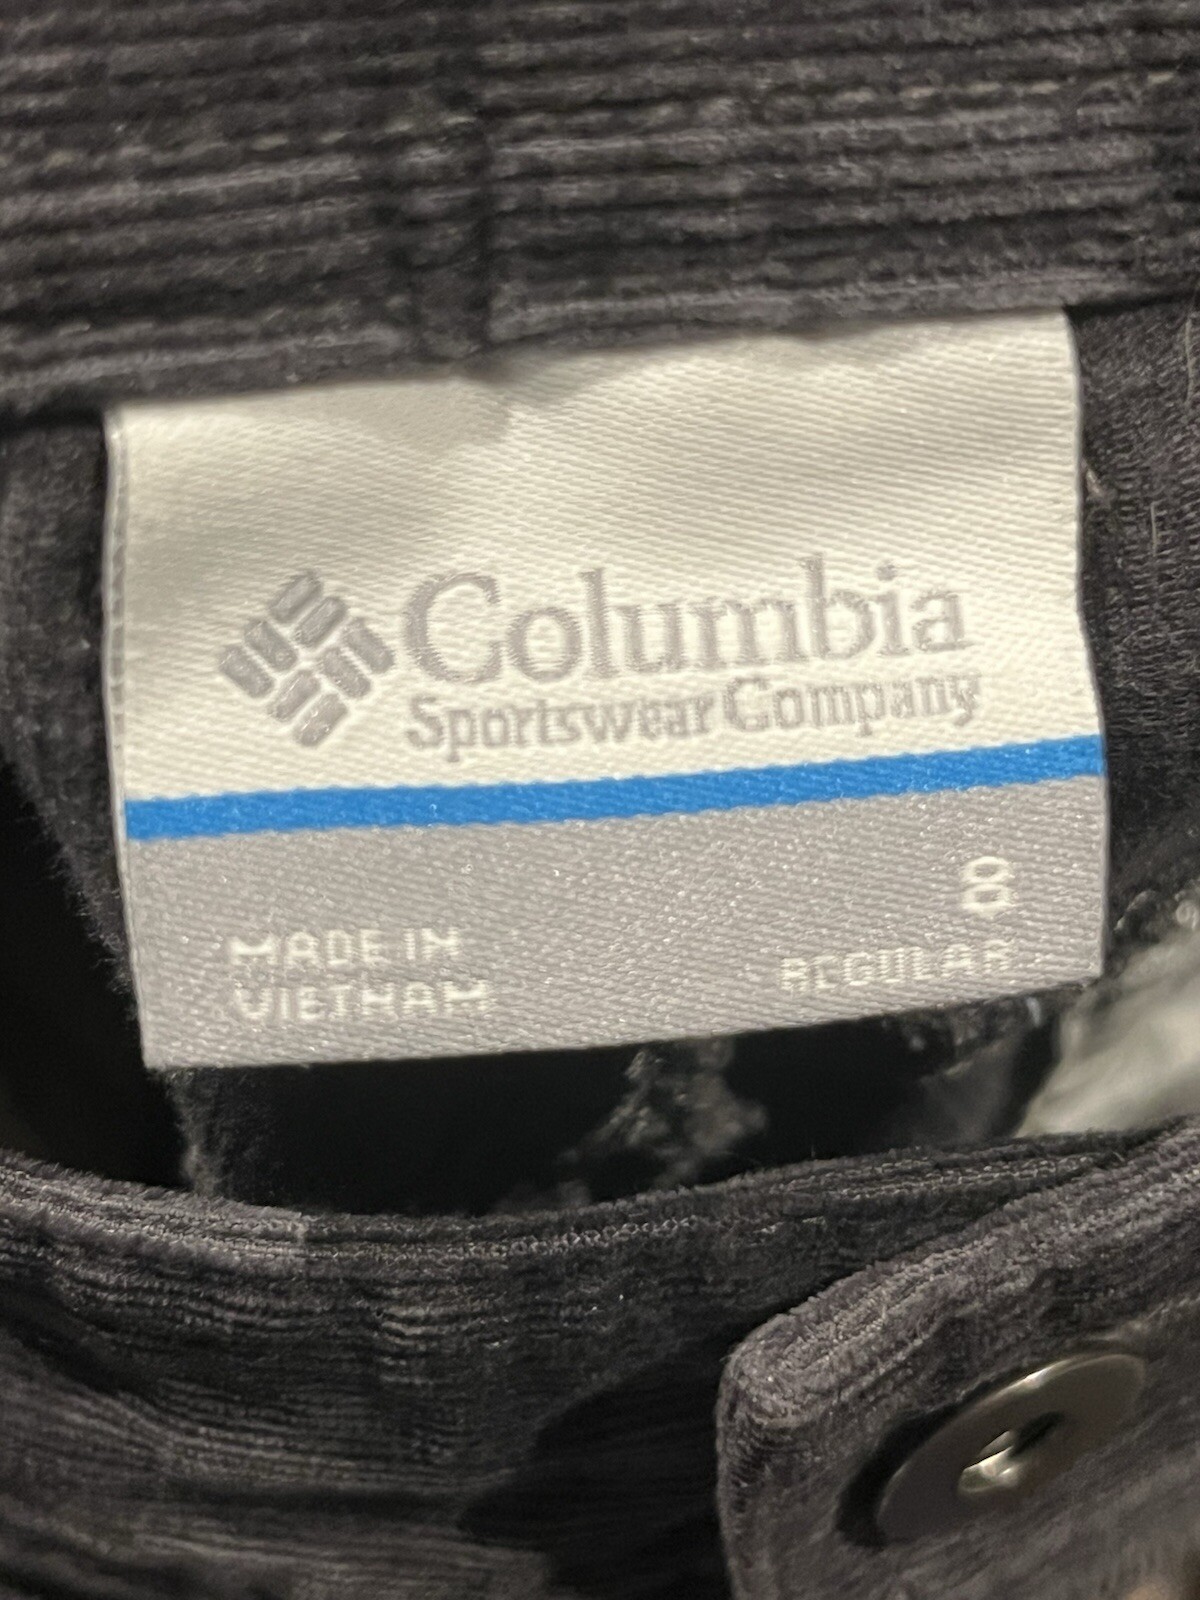 Columbia
Sportswear Company
8
MADE IN
VIETNAM
REGULAR